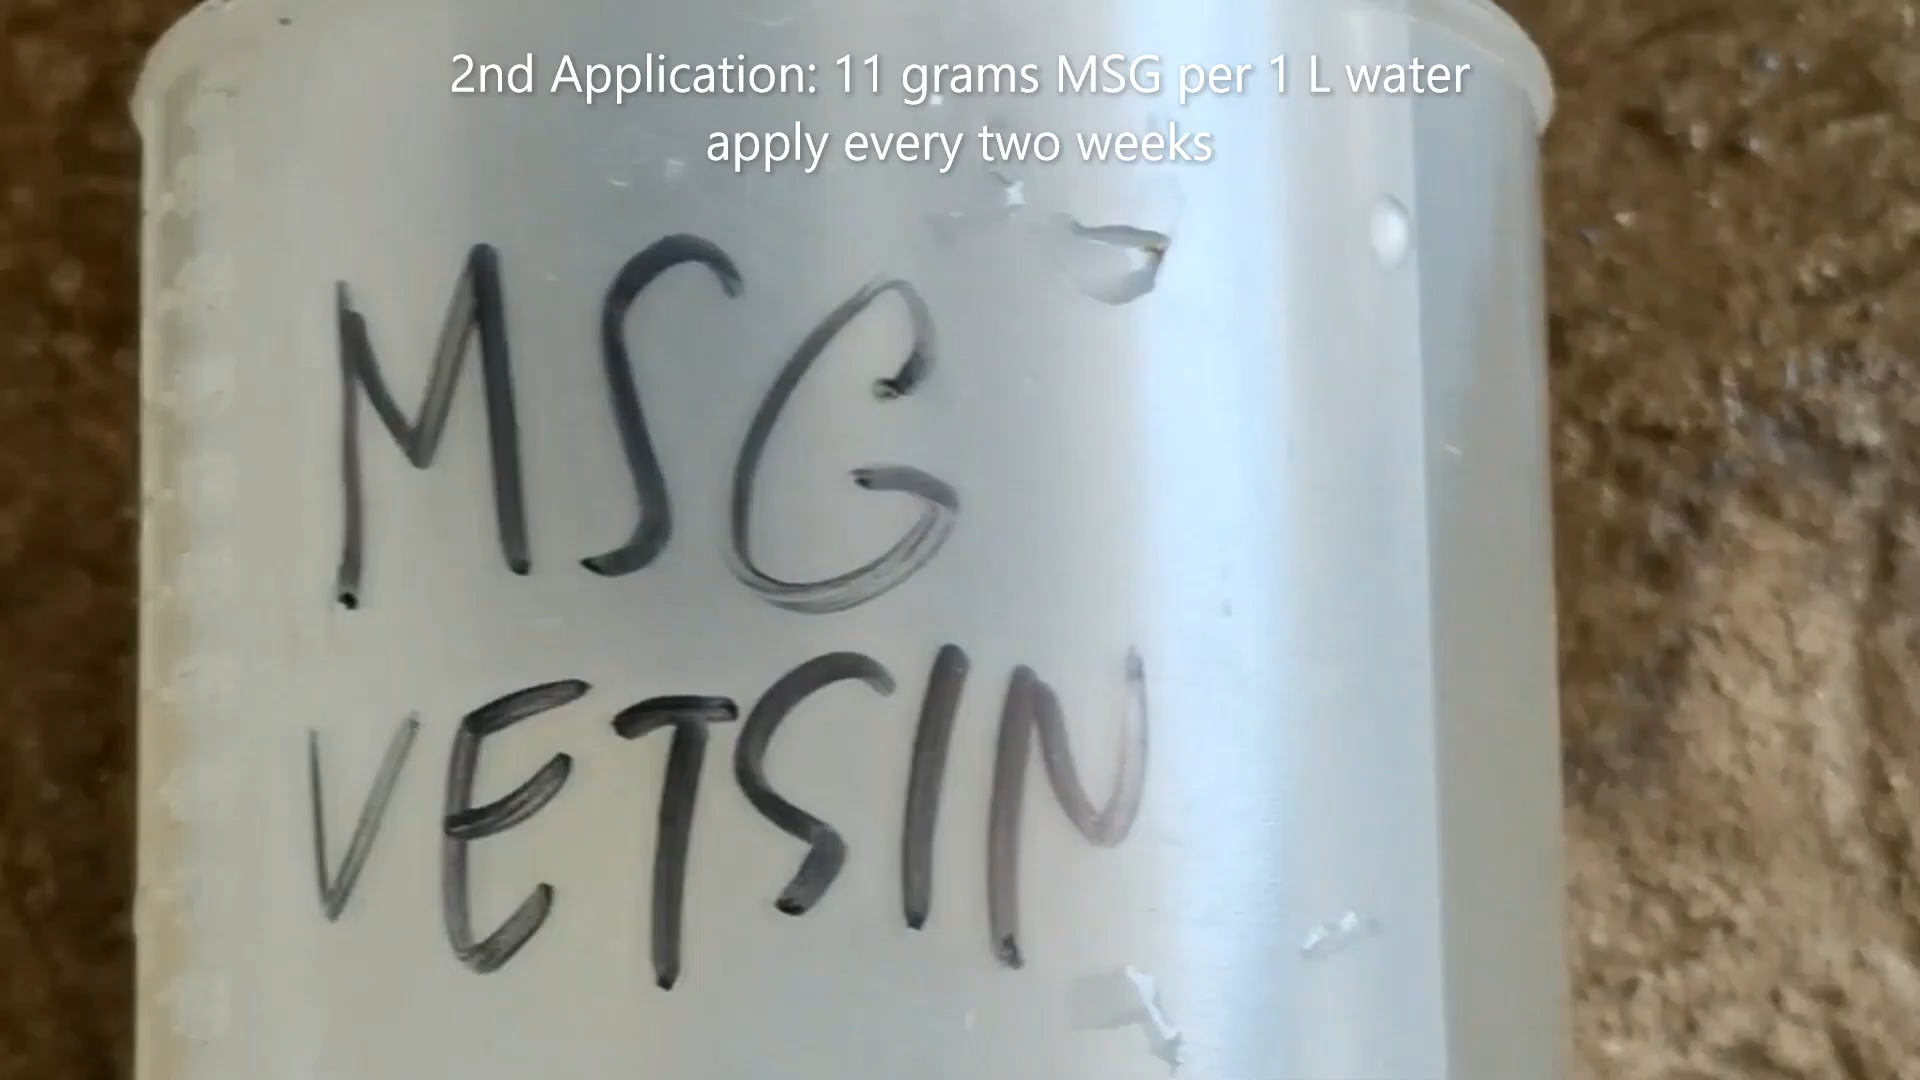 2nd Application: 11 grams MSG per 1 L water
apply every two weeks
MSG
VETSIN